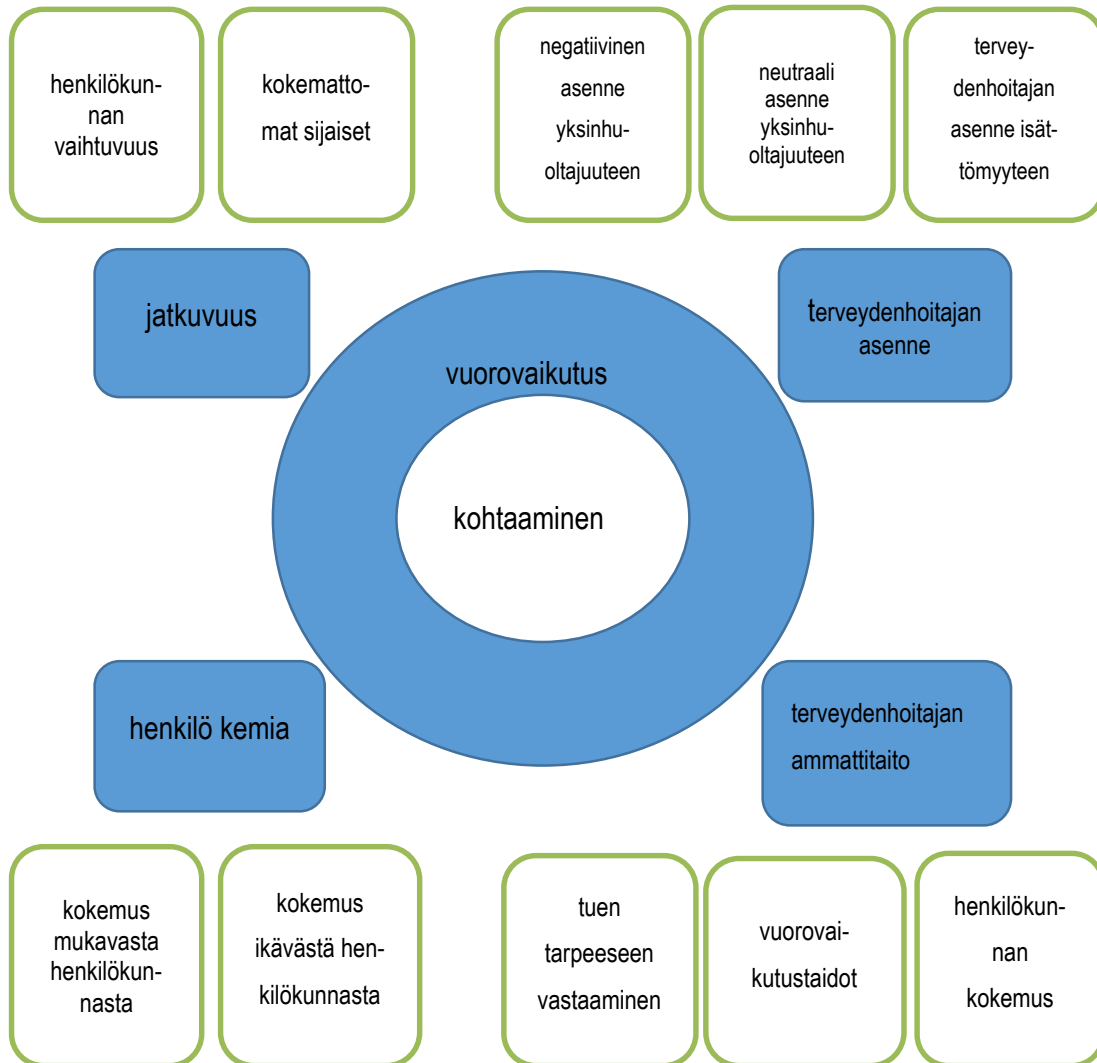 henkilökun-
nan
vaihtuvuus
kokematto-
mat sijaiset
negatiivinen
asenne
yksinhu-
oltajuuteen
neutraali
asenne
yksinhu-
oltajuuteen
tervey-
denhoitajan
asenne isät-
tömyyteen
jatkuvuus
terveydenhoitajan
asenne
vuorovaikutus
kohtaaminen
henkilö kemia
terveydenhoitajan
ammattitaito
kokemus
mukavasta
henkilökun-
nasta
kokemus
ikävästä hen-
kilökunnasta
tuen
tarpeeseen
vastaaminen
vuorovai-
kutustaidot
henkilökun-
nan
kokemus